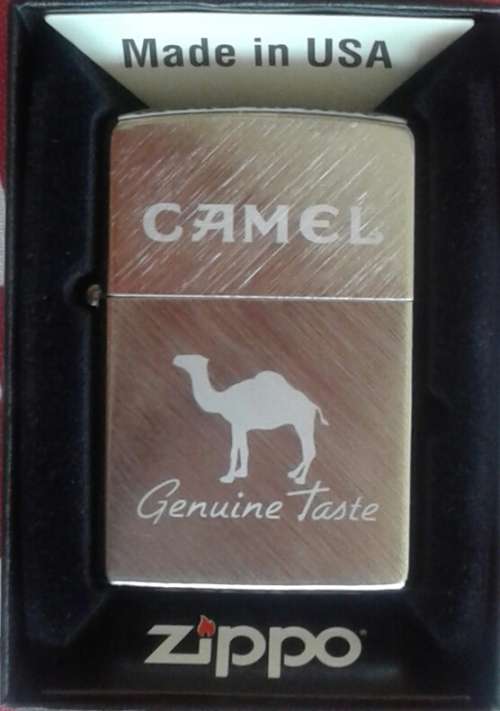 Made in USA
CAMEL
Genuine Taste
zippo